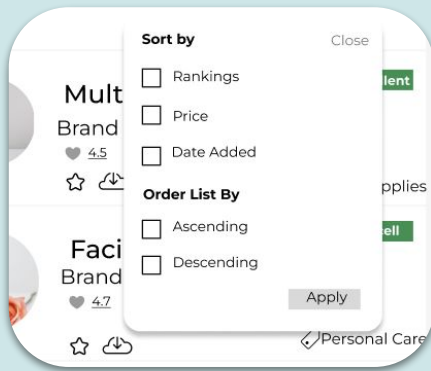 Sort by
Close
Rankings
Price
Date Added
Order List By
Ascending
Descending
Apply
Mult
Brand
4.5
lent
pplies
Faci
Brand
4.7
cell
Personal Care